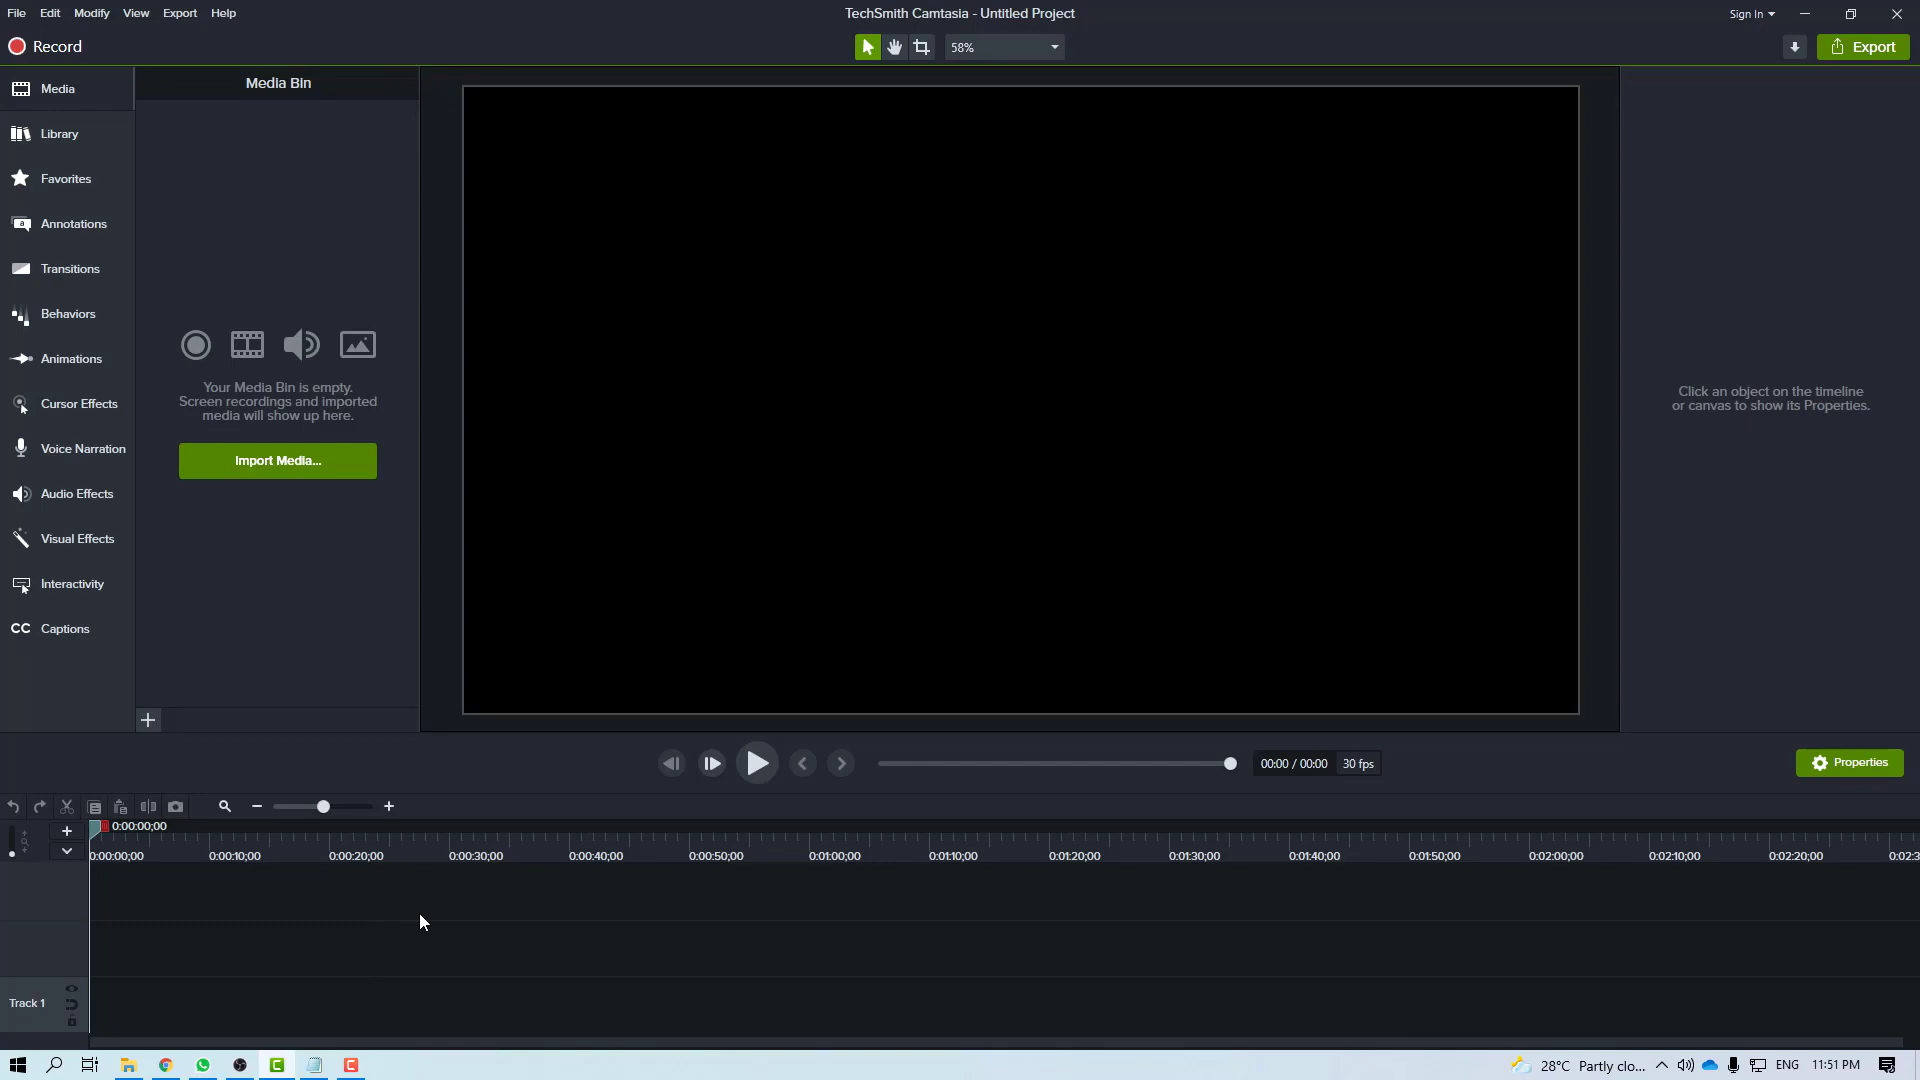 File Edit Modify View Export Help
TechSmith Camtasia - Untitled Project
Sign In
Record
58%
Export
Media
Library
Favorites
Annotations
Transitions
Behaviors
Animations
Cursor Effects
Voice Narration
Audio Effects
Visual Effects
Interactivity
CC Captions
Media Bin
Your Media Bin is empty.
Screen recordings and imported
media will show up here.
Import Media...
Click an object on the timeline
or canvas to show its Properties.
00:00 / 00:00 30 fps
Properties
0:00:00;00
0:00:00;00 0:00:10;00 0:00:20;00 0:00:30;00 0:00:40;00 0:00:50;00 0:01:00;00 0:01:10;00 0:01:20;00 0:01:30;00 0:01:40;00 0:01:50;00 0:02:00;00 0:02:10;00 0:02:20;00 0:02:3
Track 1
28°C Partly clo... ENG 11:51 PM